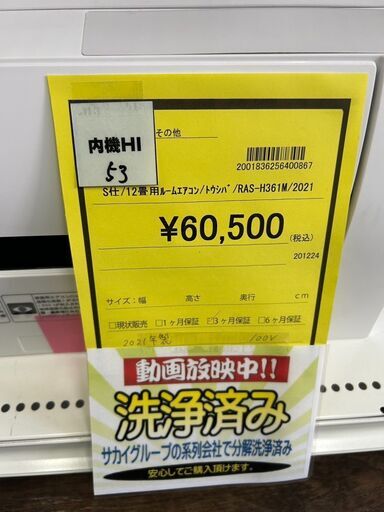 その他
内機HI
53
2001836256400867
S仕/12畳用ルームエアコン/トウシバ/RAS-H361M/2021
¥60,500(税込)
201224
サイズ:幅 高さ 奥行 cm
□現状販売 □1ヶ月保証 ☑3ヶ月保証 □6ヶ月保証
2021年製 100V
動画放映中!!
洗浄済み
サカイグループの系列会社で分解洗浄済み
安心してご購入頂けます。